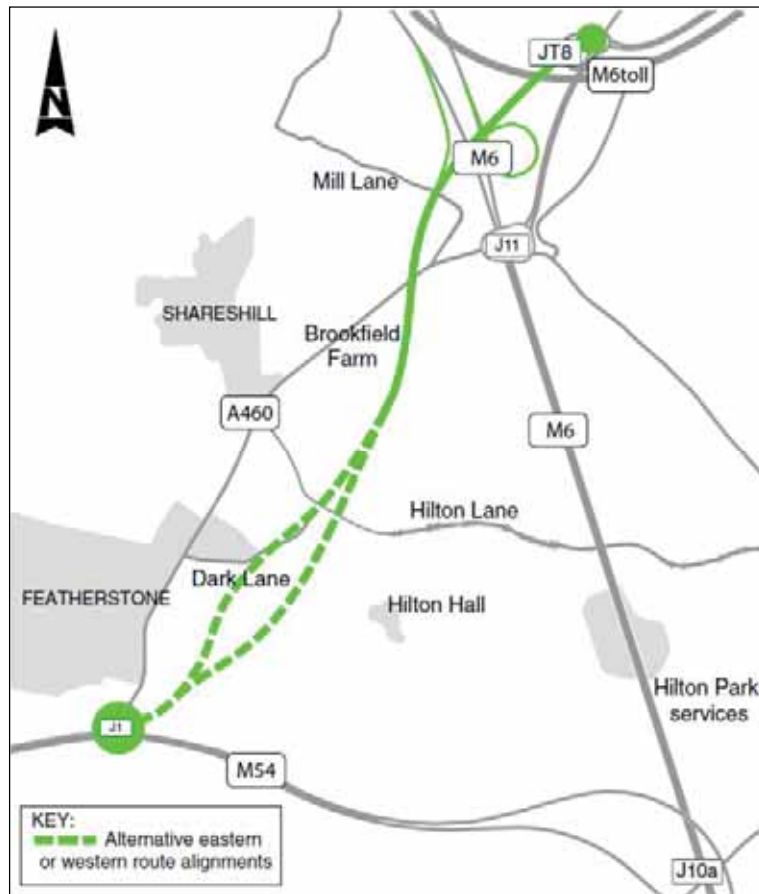 JT8
M6toll
N
M6
Mill Lane
J11
SHARESHILL
Brookfield
Farm
A460
M6
Hilton Lane
Dark Lane
FEATHERSTONE
Hilton Hall
Hilton Park
services
J1
M54
KEY:
Alternative eastern
or western route alignments
J10a